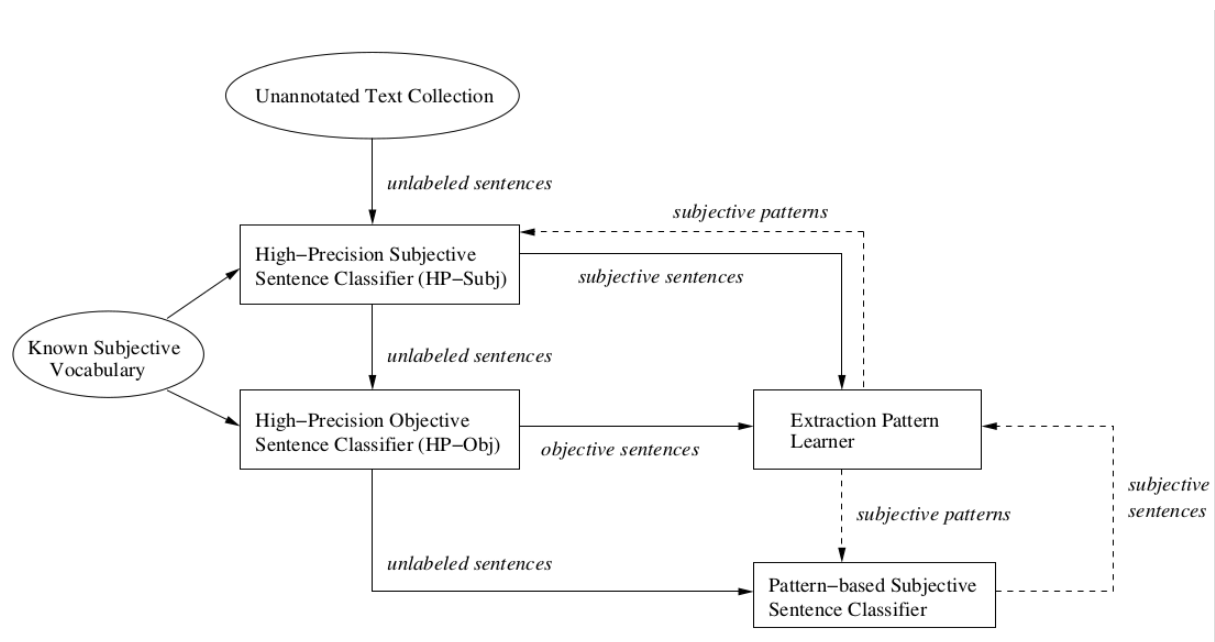 Unannotated Text Collection
unlabeled sentences
subjective patterns
High−Precision Subjective
Sentence Classifier (HP−Subj)
subjective sentences
Known Subjective
Vocabulary
unlabeled sentences
High−Precision Objective
Sentence Classifier (HP−Obj)
objective sentences
Extraction Pattern
Learner
subjective
sentences
subjective patterns
unlabeled sentences
Pattern−based Subjective
Sentence Classifier